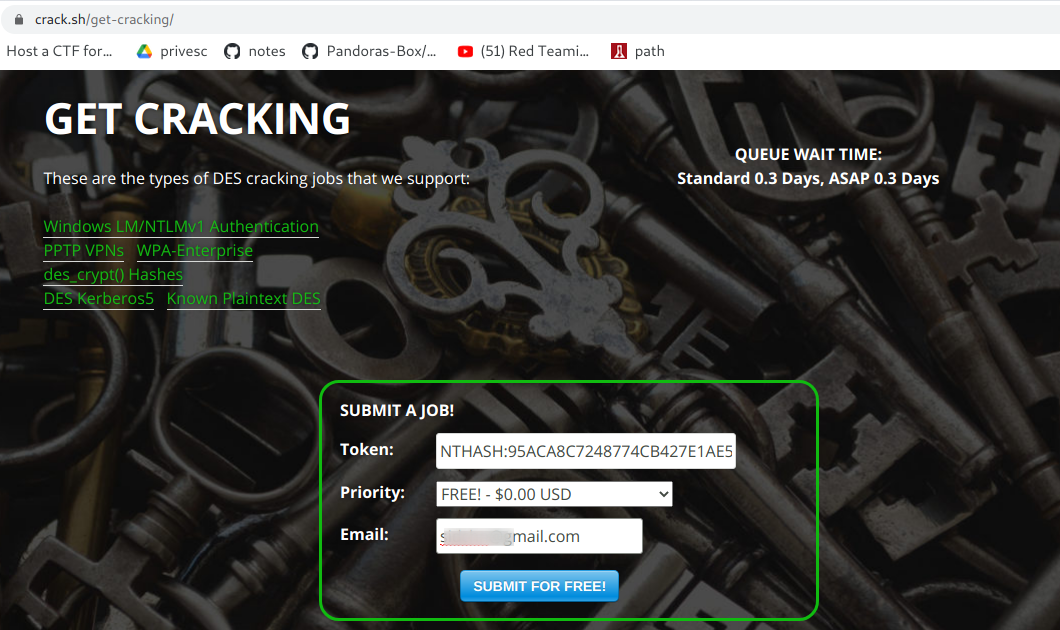 crack.sh/get-cracking/
Host a CTF for... privesc notes Pandoras-Box/... (51) Red Teami... path
GET CRACKING
These are the types of DES cracking jobs that we support:
QUEUE WAIT TIME:
Standard 0.3 Days, ASAP 0.3 Days
Windows LM/NTLMv1 Authentication
PPTP VPNs WPA-Enterprise
des_crypt() Hashes
DES Kerberos5 Known Plaintext DES
SUBMIT A JOB!
Token: NTHASH:95ACA8C7248774CB427E1AE5
Priority: FREE! - $0.00 USD
Email: gmail.com
SUBMIT FOR FREE!